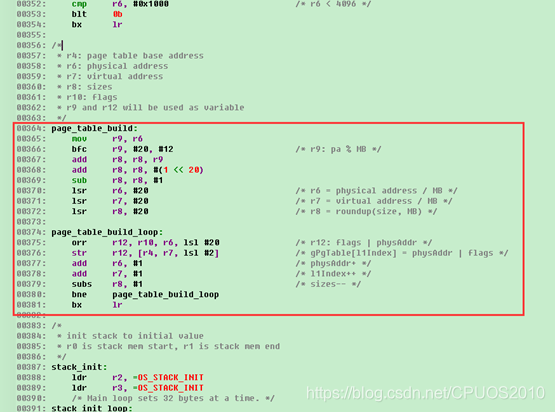 00352:     cmp     r6, #0x1000     /* r6 < 4096 */
00353:     blt     0b
00354:     bx      lr
00355:
00356: /*
00357:  * r4: page table base address
00358:  * r6: physical address
00359:  * r7: virtual address
00360:  * r8: sizes
00361:  * r10: flags
00362:  * r9 and r12 will be used as variable
00363:  */
00364: page_table_build:
00365:     mov     r9, r6
00366:     bfc     r9, #20, #12     /* r9: pa % MB */
00367:     add     r8, r8, r9
00368:     add     r8, r8, #(1 << 20)
00369:     sub     r8, r8, #1
00370:     lsr     r6, #20     /* r6 = physical address / MB */
00371:     lsr     r7, #20     /* r7 = virtual address / MB */
00372:     lsr     r8, #20     /* r8 = roundup(size, MB) */
00373:
00374: page_table_build_loop:
00375:     orr     r12, r10, r6, lsl #20     /* r12: flags | physAddr */
00376:     str     r12, [r4, r7, lsl #2]     /* gPgTable[l1Index] = physAddr | flags */
00377:     add     r6, #1     /* physAddr+ */
00378:     add     r7, #1     /* l1Index++ */
00379:     subs    r8, #1     /* sizes-- */
00380:     bne     page_table_build_loop
00381:     bx      lr
00382:
00383: /*
00384:  * init stack to initial value
00385:  * r0 is stack mem start, r1 is stack mem end
00386:  */
00387: stack_init:
00388:     ldr     r2, =OS_STACK_INIT
00389:     ldr     r3, =OS_STACK_INIT
00390:     /* Main loop sets 32 bytes at a time. */
00391: stack_init_loop:
https://blog.csdn.net/CPUOS2010